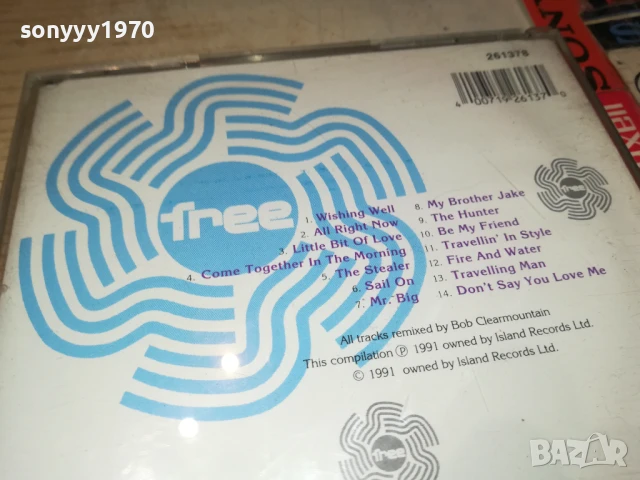 sonyyy1970
261378
free
1. Wishing Well
2. All Right Now
3. Little Bit Of Love
4. Come Together In The Morning
5. The Stealer
6. Sail On
7. Mr. Big
8. My Brother Jake
9. The Hunter
10. Be My Friend
11. Travellin' In Style
12. Fire And Water
13. Travelling Man
14. Don't Say You Love Me
free
All tracks remixed by Bob Clearmountain
This compilation Ⓟ 1991 owned by Island Records Ltd.
© 1991 owned by Island Records Ltd.
free
SON
maxell
BAZAR